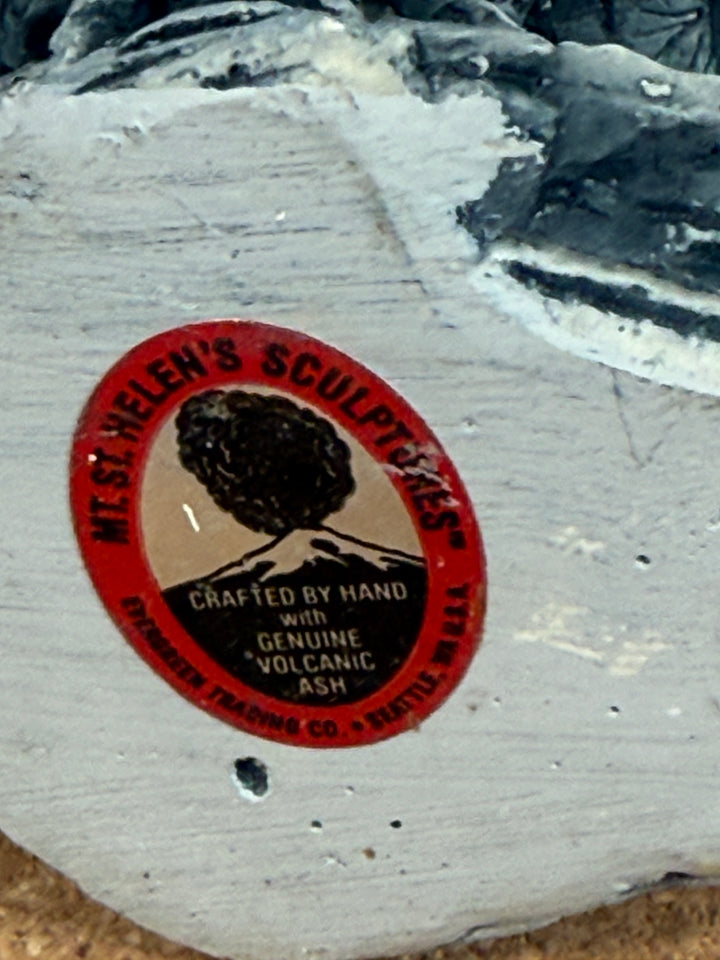 MT. ST. HELEN'S SCULPTURES"
CRAFTED BY HAND
with
GENUINE
VOLCANIC
ASH
EVERGREEN TRADING CO. • SEATTLE, WA U.S.A.